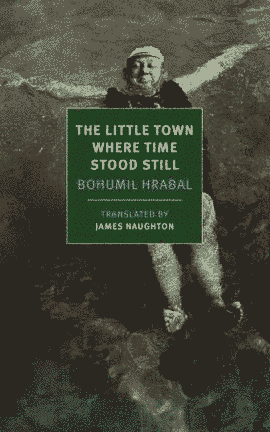 THE LITTLE TOWN
WHERE TIME
STOOD STILL
BOHUMIL HRABAL
TRANSLATED BY
JAMES NAUGHTON